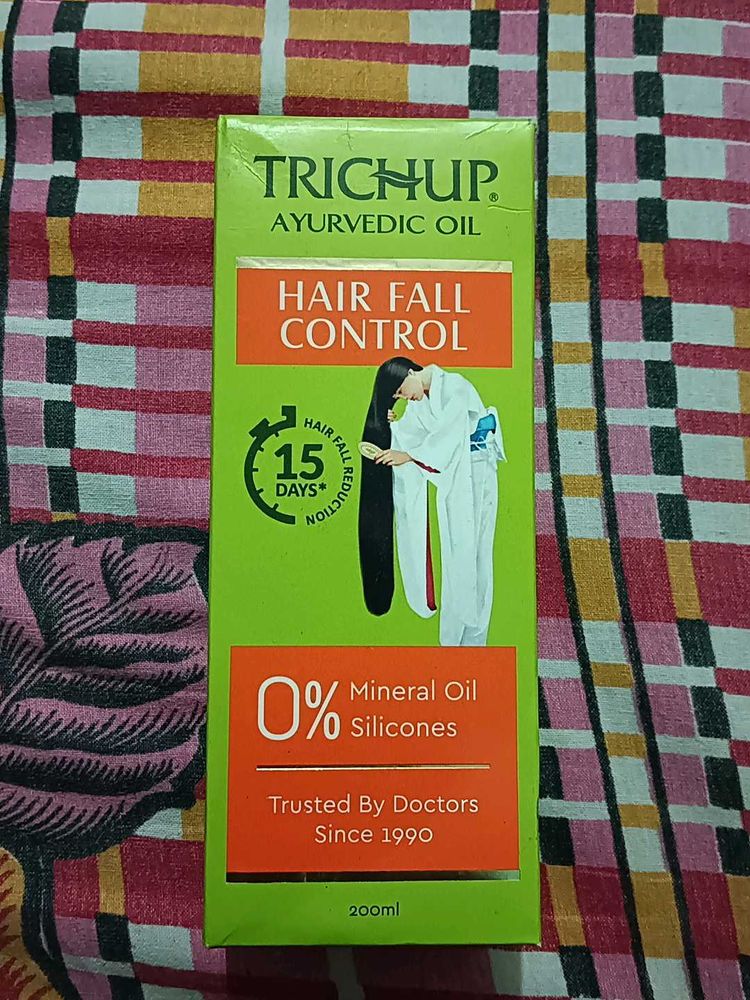 TRICHUP®
AYURVEDIC OIL
HAIR FALL
CONTROL
15
DAYS*
HAIR FALL REDUCTION
0% Mineral Oil
Silicones
Trusted By Doctors
Since 1990
200ml